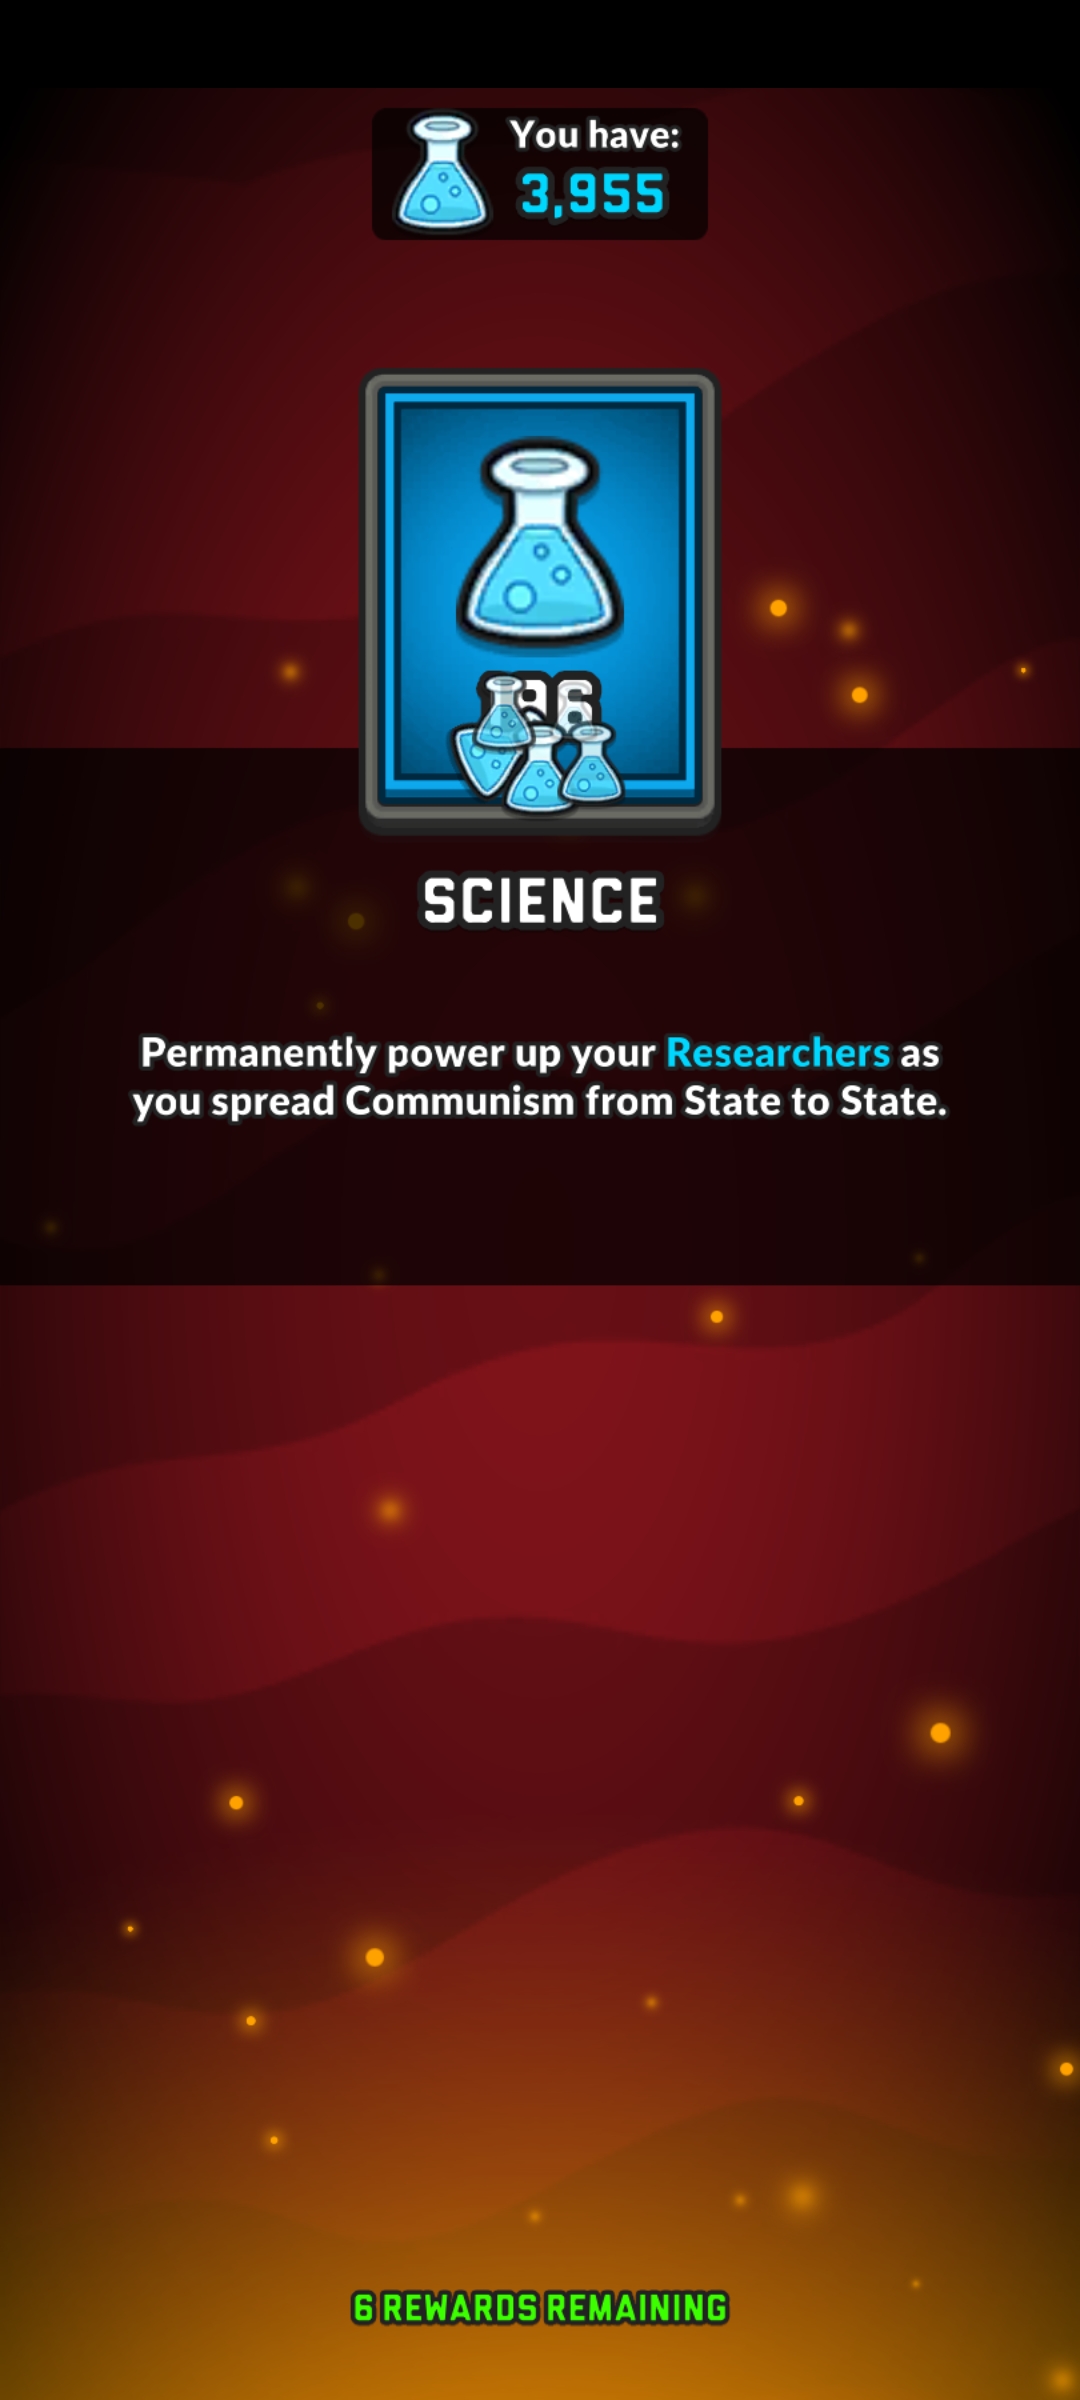 You have:
3,955
SCIENCE
Permanently power up your Researchers as
you spread Communism from State to State.
6 REWARDS REMAINING